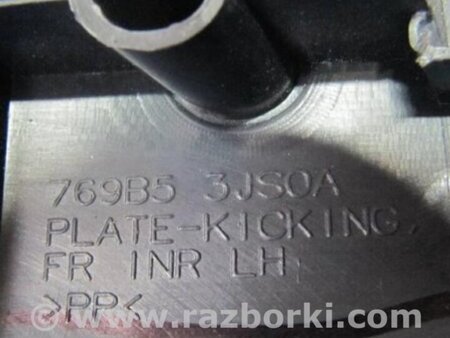 769B5 3JS0A
PLATE-KICKING,
FR INR LH
>PP<
www.razborki.com